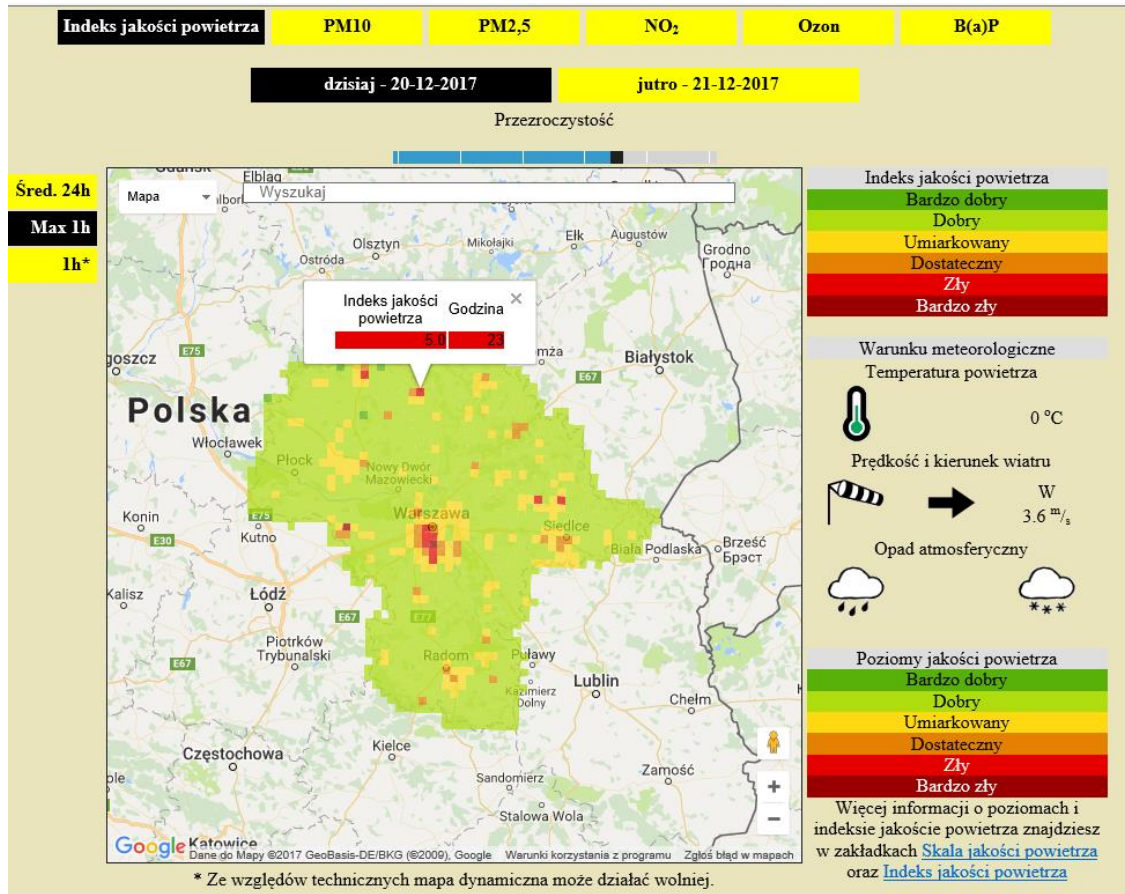 Indeks jakości powietrza
PM10
PM2,5
NO₂
Ozon
B(a)P
dzisiaj - 20-12-2017
jutro - 21-12-2017
Przezroczystość
Śred. 24h
Max 1h
1h*
Mapa
Wyszukaj
Elbląg
Olsztyn
Mikołajki
Ełk
Augustów
Grodno
Гродна
Ostróda
Indeks jakości powietrza
Godzina
5.0
23
E75
Białystok
E67
Polska
Włocławek
Płock
Nowy Dwór
Mazowiecki
Warszawa
Konin
E75
E30
Kutno
Siedlce
Biała Podlaska
Brześć
Брэст
Łódź
E67
E77
Piotrków
Trybunalski
E67
Radom
Puławy
Kazimierz
Dolny
Lublin
Chełm
Częstochowa
Kielce
Sandomierz
Zamość
Stalowa Wola
Katowice
Google
Dane do Mapy ©2017 GeoBasis-DE/BKG (©2009), Google
Warunki korzystania z programu
Zgłoś błąd w mapach
* Ze względów technicznych mapa dynamiczna może działać wolniej.
Indeks jakości powietrza
Bardzo dobry
Dobry
Umiarkowany
Dostateczny
Zły
Bardzo zły
Warunku meteorologiczne
Temperatura powietrza
0 °C
Prędkość i kierunek wiatru
W
3.6 m/s
Opad atmosferyczny
Poziomy jakości powietrza
Bardzo dobry
Dobry
Umiarkowany
Dostateczny
Zły
Bardzo zły
Więcej informacji o poziomach i
indeksie jakoście powietrza znajdziesz
w zakładkach Skala jakości powietrza
oraz Indeks jakości powietrza